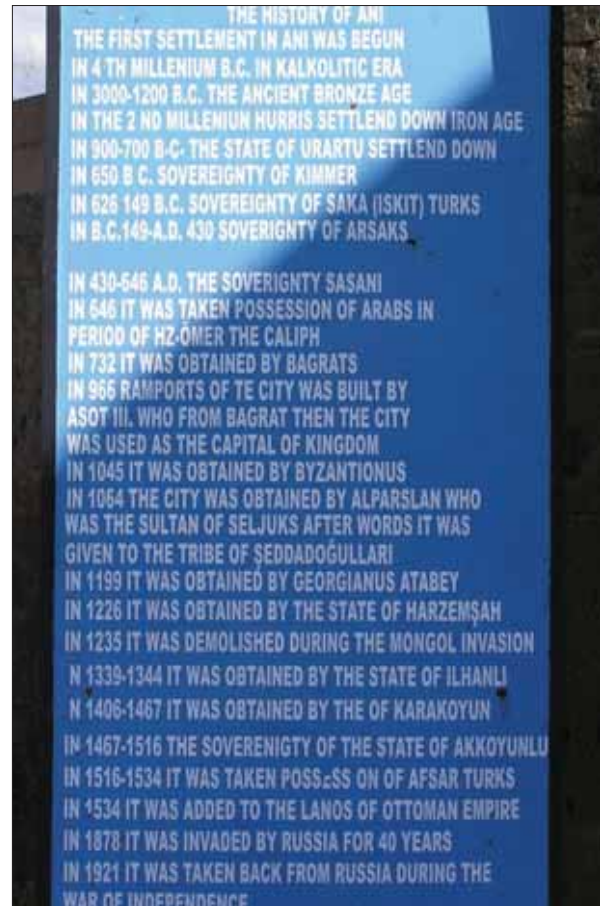 THE HISTORY OF ANI
THE FIRST SETTLEMENT IN ANI WAS BEGUN
IN 4 TH MILLENIUM B.C. IN KALKOLITIC ERA
IN 3000-1200 B.C. THE ANCIENT BRONZE AGE
IN THE 2 ND MILLENIUN HURRIS SETTLEND DOWN IRON AGE
IN 900-700 B-C- THE STATE OF URARTU SETTLEND DOWN
IN 650 B C. SOVEREIGNTY OF KIMMER
IN 626 149 B.C. SOVEREIGNTY OF SAKA (ISKIT) TURKS
IN B.C.149-A.D. 430 SOVERIGNTY OF ARSAKS
IN 430-646 A.D. THE SOVERIGNTY SASANI
IN 646 IT WAS TAKEN POSSESSION OF ARABS IN
PERIOD OF HZ-ÖMER THE CALIPH
IN 732 IT WAS OBTAINED BY BAGRATS
IN 966 RAMPORTS OF TE CITY WAS BUILT BY
ASOT III. WHO FROM BAGRAT THEN THE CITY
WAS USED AS THE CAPITAL OF KINGDOM
IN 1045 IT WAS OBTAINED BY BYZANTIONUS
IN 1064 THE CITY WAS OBTAINED BY ALPARSLAN WHO
WAS THE SULTAN OF SELJUKS AFTER WORDS IT WAS
GIVEN TO THE TRIBE OF ŞEDDADOĞULLARI
IN 1199 IT WAS OBTAINED BY GEORGIANUS ATABEY
IN 1226 IT WAS OBTAINED BY THE STATE OF HARZEMŞAH
IN 1235 IT WAS DEMOLISHED DURING THE MONGOL INVASION
N 1339-1344 IT WAS OBTAINED BY THE STATE OF ILHANLI
N 1406-1467 IT WAS OBTAINED BY THE OF KARAKOYUN
IN 1467-1516 THE SOVERENIGTY OF THE STATE OF AKKOYUNLU
IN 1516-1534 IT WAS TAKEN POSSESS ON OF AFSAR TURKS
IN 1534 IT WAS ADDED TO THE LANOS OF OTTOMAN EMPIRE
IN 1878 IT WAS INVADED BY RUSSIA FOR 40 YEARS
IN 1921 IT WAS TAKEN BACK FROM RUSSIA DURING THE
WAR OF INDEPENDENCE